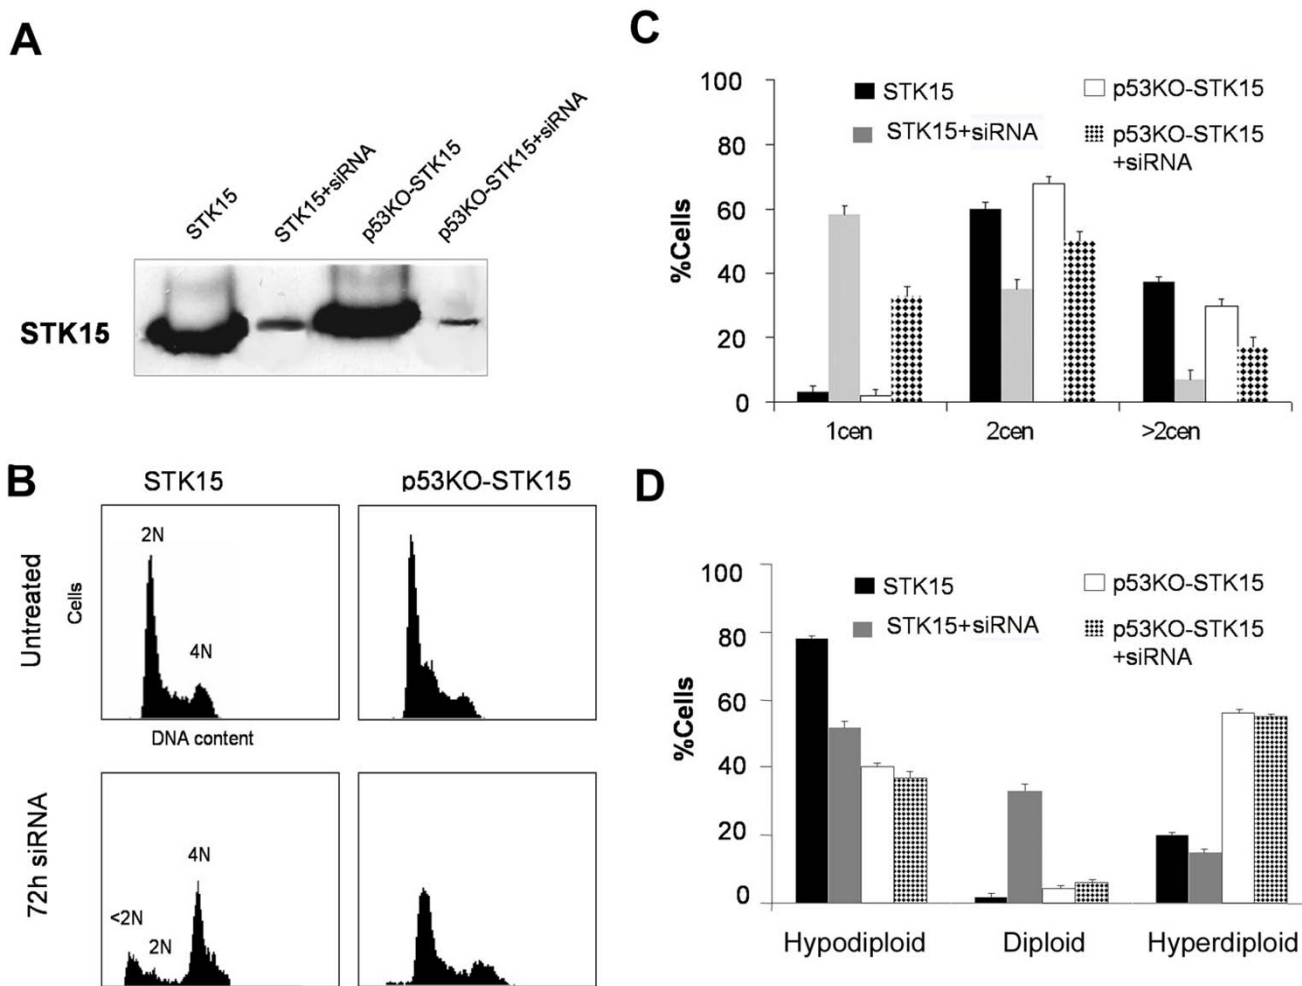 A
STK15
STK15+siRNA
p53KO-STK15
p53KO-STK15+siRNA
STK15
B
STK15
p53KO-STK15
Untreated
Cells
2N
4N
DNA content
72h siRNA
<2N
2N
4N
C
%Cells
100
80
60
40
20
0
STK15
STK15+siRNA
p53KO-STK15
p53KO-STK15
+siRNA
1cen
2cen
>2cen
D
%Cells
100
80
60
40
20
0
STK15
STK15+siRNA
p53KO-STK15
p53KO-STK15
+siRNA
Hypodiploid
Diploid
Hyperdiploid